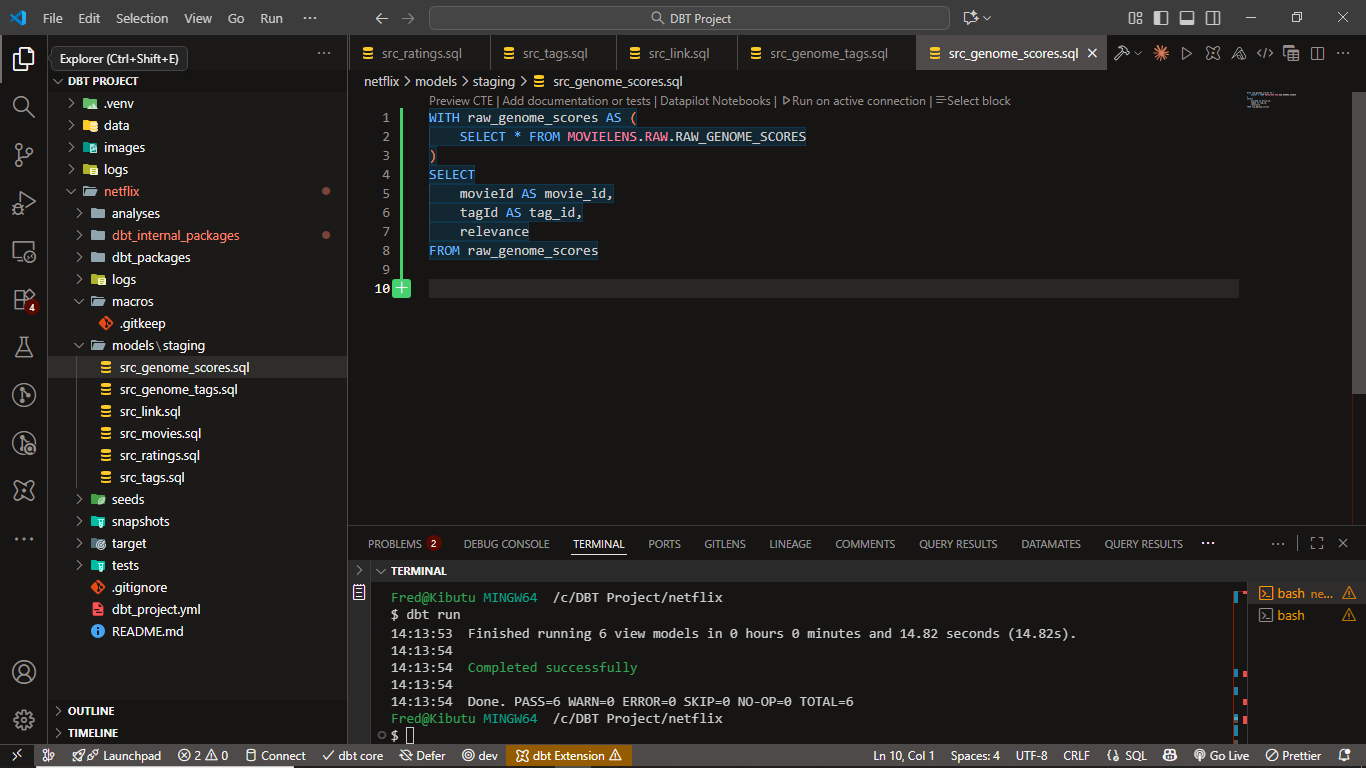 File Edit Selection View Go Run ···
DBT Project
Explorer (Ctrl+Shift+E)
···
src_ratings.sql
src_tags.sql
src_link.sql
src_genome_tags.sql
src_genome_scores.sql
DBT PROJECT
.venv
data
images
logs
netflix
analyses
dbt_internal_packages
dbt_packages
logs
macros
.gitkeep
models\staging
src_genome_scores.sql
src_genome_tags.sql
src_link.sql
src_movies.sql
src_ratings.sql
src_tags.sql
seeds
snapshots
target
tests
.gitignore
dbt_project.yml
README.md
OUTLINE
TIMELINE
4
netflix > models > staging > src_genome_scores.sql
Preview CTE | Add documentation or tests | Datapilot Notebooks | Run on active connection | Select block
1 WITH raw_genome_scores AS (
2 SELECT * FROM MOVIELENS.RAW.RAW_GENOME_SCORES
3 )
4 SELECT
5 movieId AS movie_id,
6 tagId AS tag_id,
7 relevance
8 FROM raw_genome_scores
9
10
PROBLEMS 2 DEBUG CONSOLE TERMINAL PORTS GITLENS LINEAGE COMMENTS QUERY RESULTS DATAMATES QUERY RESULTS ···
TERMINAL
Fred@Kibutu MINGW64 /c/DBT Project/netflix
$ dbt run
14:13:53 Finished running 6 view models in 0 hours 0 minutes and 14.82 seconds (14.82s).
14:13:54
14:13:54 Completed successfully
14:13:54
14:13:54 Done. PASS=6 WARN=0 ERROR=0 SKIP=0 NO-OP=0 TOTAL=6
Fred@Kibutu MINGW64 /c/DBT Project/netflix
$
bash ne...
bash
Launchpad 2 0 Connect dbt core Defer dev dbt Extension Ln 10, Col 1 Spaces: 4 UTF-8 CRLF {} SQL Go Live Prettier